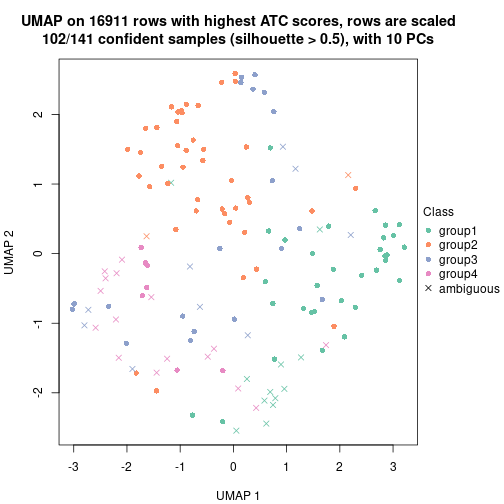 UMAP on 16911 rows with highest ATC scores, rows are scaled
102/141 confident samples (silhouette > 0.5), with 10 PCs
UMAP 2
2
1
0
-1
-2
-3
-2
-1
0
1
2
3
UMAP 1
Class
group1
group2
group3
group4
ambiguous